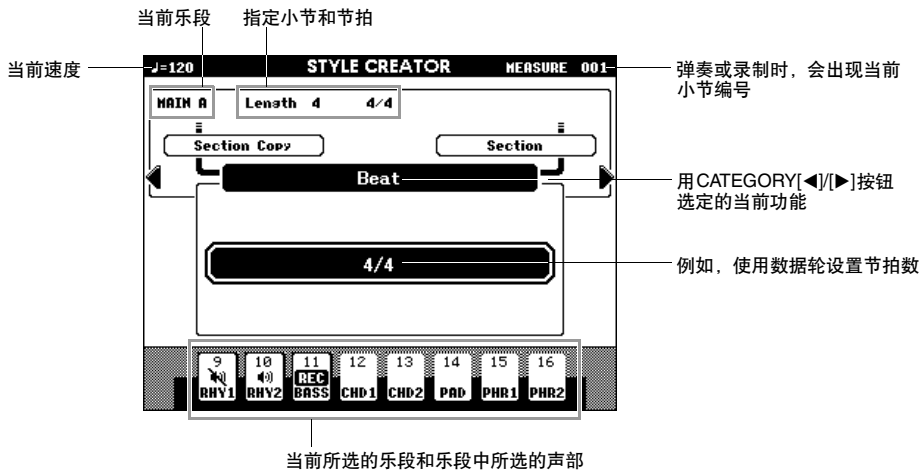 当前乐段 指定小节和节拍
当前速度
♩=120 STYLE CREATOR MEASURE 001
弹奏或录制时，会出现当前
小节编号
MAIN A Length 4 4/4
Section Copy Section
Beat
用CATEGORY[◀]/[▶]按钮
选定的当前功能
4/4
例如，使用数据轮设置节拍数
9 10 11 12 13 14 15 16
REC
RHY1 RHY2 BASS CHD1 CHD2 PAD PHR1 PHR2
当前所选的乐段和乐段中所选的声部